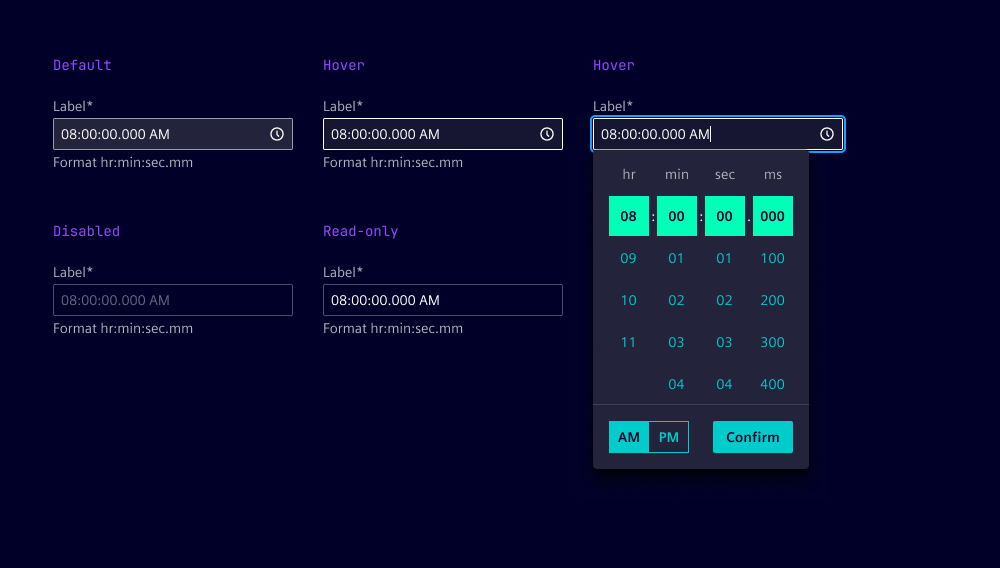 Default
Label*
08:00:00.000 AM
Format hr:min:sec.mm
Hover
Label*
08:00:00.000 AM
Format hr:min:sec.mm
Hover
Label*
08:00:00.000 AM
hr min sec ms
08 : 00 : 00 . 000
09 01 01 100
10 02 02 200
11 03 03 300
04 04 400
AM PM Confirm
Disabled
Label*
08:00:00.000 AM
Format hr:min:sec.mm
Read-only
Label*
08:00:00.000 AM
Format hr:min:sec.mm